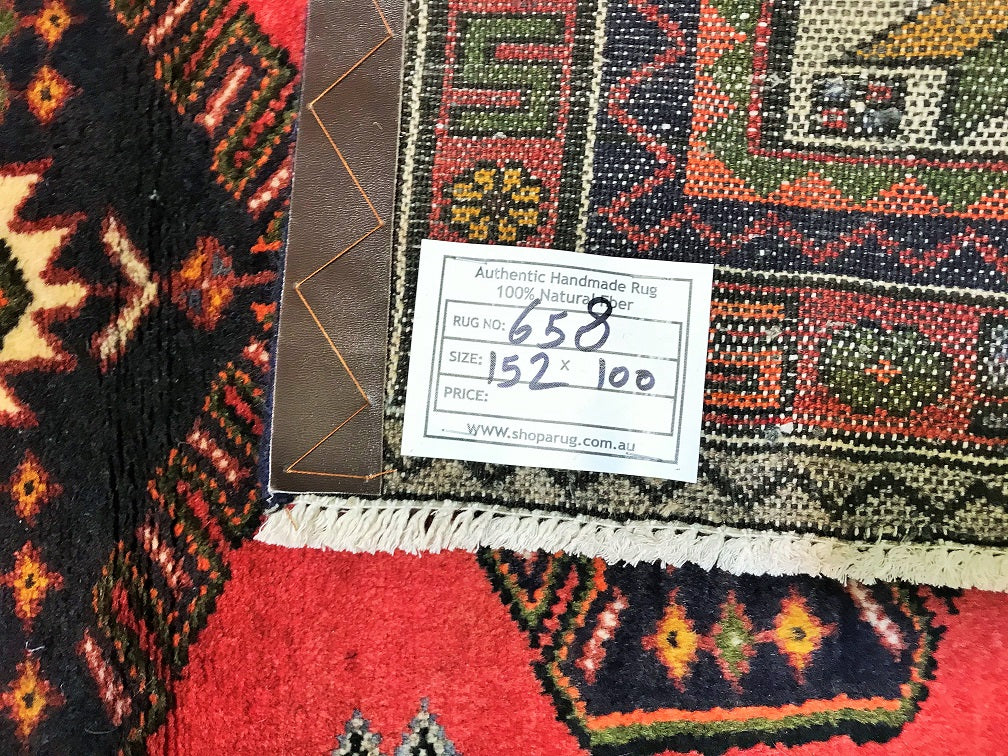 Authentic Handmade Rug
100% Natural Fiber
RUG NO: 658
SIZE: 152 x 100
PRICE:
WWW.shoparug.com.au